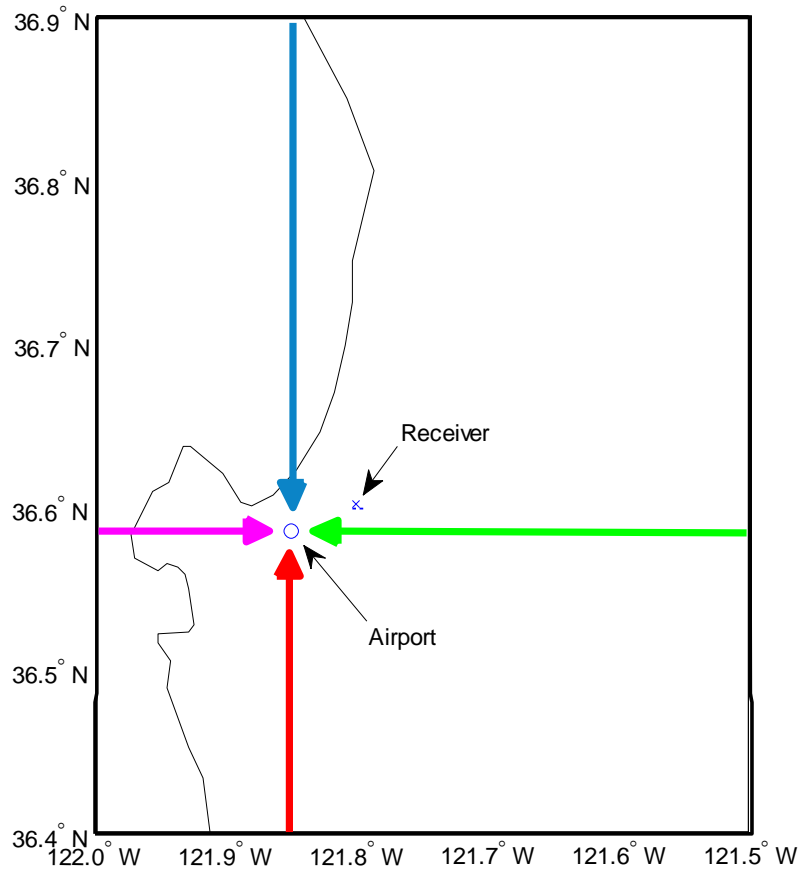 36.9° N
36.8° N
36.7° N
Receiver
36.6° N
Airport
36.5° N
36.4° N
122.0° W 121.9° W 121.8° W 121.7° W 121.6° W 121.5° W